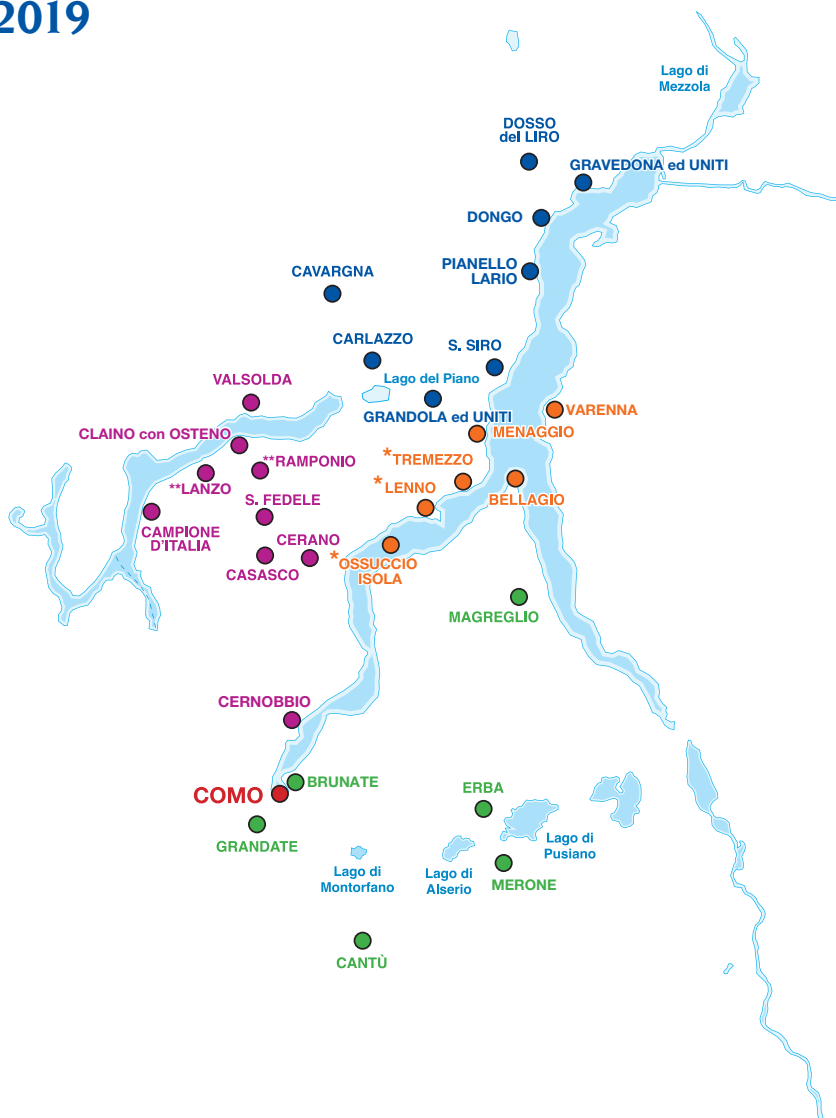 2019
Lago di
Mezzola
DOSSO
del LIRO
GRAVEDONA ed UNITI
DONGO
PIANELLO
LARIO
CAVARGNA
CARLAZZO
S. SIRO
Lago del Piano
VALSOLDA
GRANDOLA ed UNITI
VARENNA
CLAINO con OSTENO
MENAGGIO
*TREMEZZO
**RAMPONIO
*LENNO
**LANZO
S. FEDELE
BELLAGIO
CAMPIONE
D'ITALIA
CERANO
*OSSUCCIO
ISOLA
CASASCO
MAGREGLIO
CERNOBBIO
BRUNATE
COMO
ERBA
GRANDATE
Lago di
Pusiano
Lago di
Montorfano
Lago di
Alserio
MERONE
CANTÙ